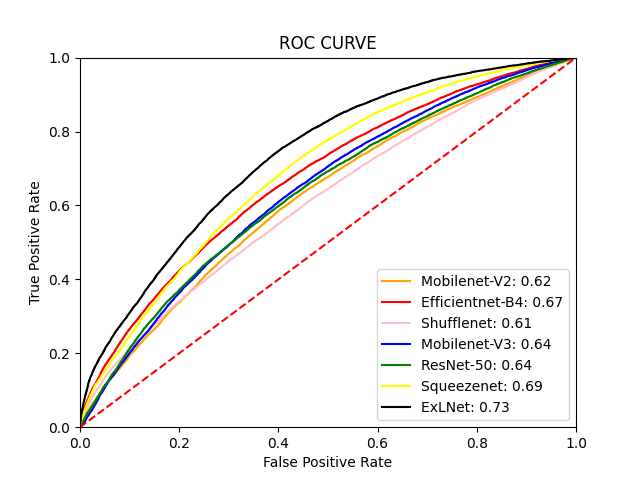 ROC CURVE
1.0
0.8
0.6
0.4
0.2
0.0
True Positive Rate
Mobilenet-V2: 0.62
Efficientnet-B4: 0.67
Shufflenet: 0.61
Mobilenet-V3: 0.64
ResNet-50: 0.64
Squeezenet: 0.69
ExLNet: 0.73
0.0 0.2 0.4 0.6 0.8 1.0
False Positive Rate